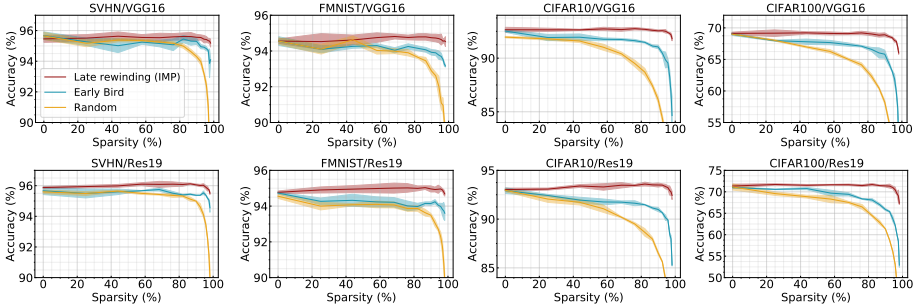 SVHN/VGG16
FMNIST/VGG16
CIFAR10/VGG16
CIFAR100/VGG16
Accuracy (%)
96
94
92
90
Late rewinding (IMP)
Early Bird
Random
0 20 40 60 80 100
Sparsity (%)
Accuracy (%)
96
94
92
90
0 20 40 60 80 100
Sparsity (%)
Accuracy (%)
90
85
0 20 40 60 80 100
Sparsity (%)
Accuracy (%)
70
65
60
55
0 20 40 60 80 100
Sparsity (%)
SVHN/Res19
FMNIST/Res19
CIFAR10/Res19
CIFAR100/Res19
Accuracy (%)
96
94
92
90
0 20 40 60 80 100
Sparsity (%)
Accuracy (%)
96
94
92
90
0 20 40 60 80 100
Sparsity (%)
Accuracy (%)
95
90
85
0 20 40 60 80 100
Sparsity (%)
Accuracy (%)
75
70
65
60
55
50
0 20 40 60 80 100
Sparsity (%)